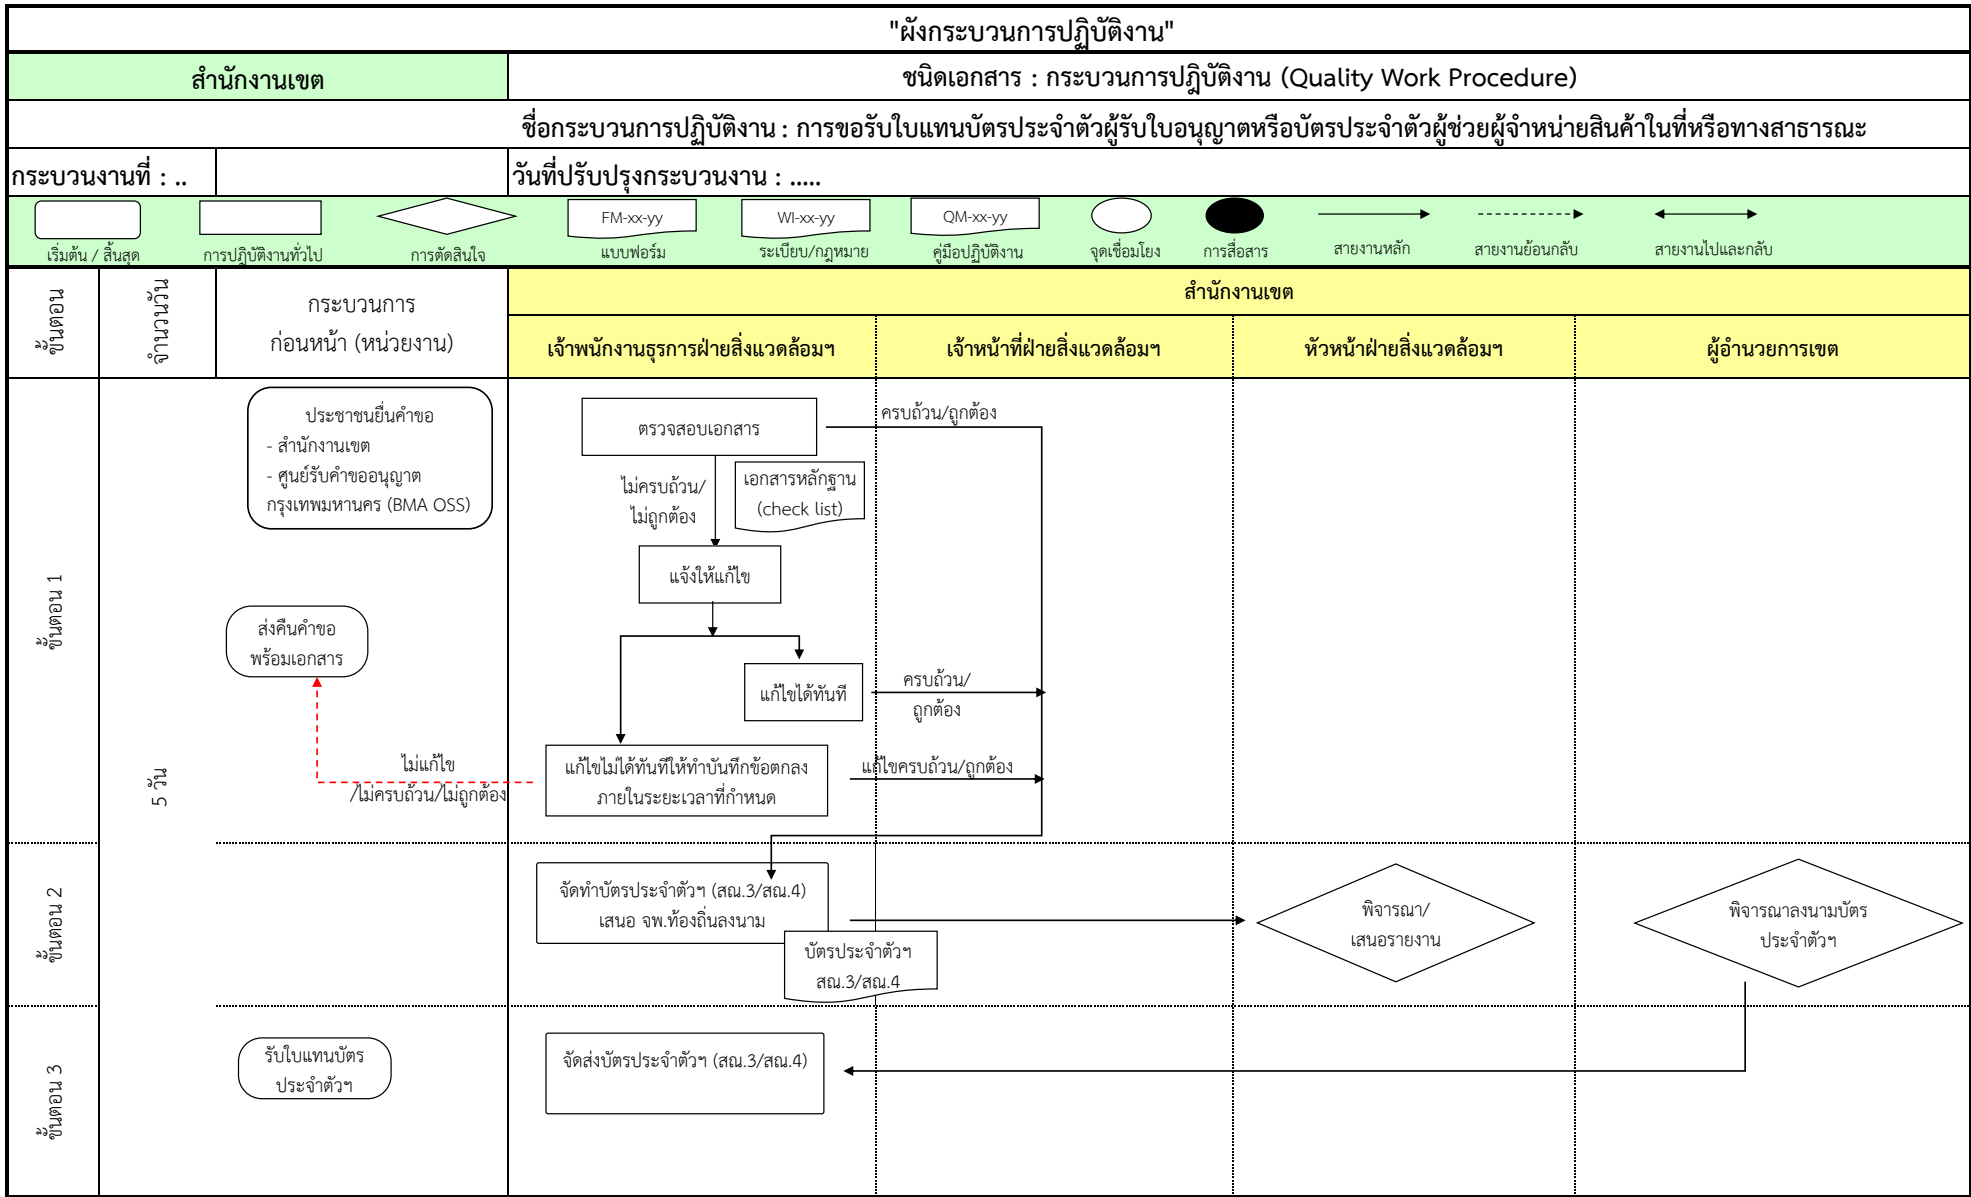 "ผังกระบวนการปฏิบัติงาน"
สำนักงานเขต
ชนิดเอกสาร : กระบวนการปฎิบัติงาน (Quality Work Procedure)
ชื่อกระบวนการปฏิบัติงาน : การขอรับใบแทนบัตรประจำตัวผู้รับใบอนุญาตหรือบัตรประจำตัวผู้ช่วยผู้จำหน่ายสินค้าในที่หรือทางสาธารณะ
กระบวนงานที่ : ..
วันที่ปรับปรุงกระบวนงาน : .....
FM-xx-yy
WI-xx-yy
QM-xx-yy
เริ่มต้น / สิ้นสุด
การปฏิบัติงานทั่วไป
การตัดสินใจ
แบบฟอร์ม
ระเบียบ/กฎหมาย
คู่มือปฏิบัติงาน
จุดเชื่อมโยง
การสื่อสาร
สายงานหลัก
สายงานย้อนกลับ
สายงานไปและกลับ
ขั้นตอน
จำนวนวัน
กระบวนการ
ก่อนหน้า (หน่วยงาน)
สำนักงานเขต
เจ้าพนักงานธุรการฝ่ายสิ่งแวดล้อมฯ
เจ้าหน้าที่ฝ่ายสิ่งแวดล้อมฯ
หัวหน้าฝ่ายสิ่งแวดล้อมฯ
ผู้อำนวยการเขต
ขั้นตอน 1
5 วัน
ประชาชนยื่นคำขอ
- สำนักงานเขต
- ศูนย์รับคำขออนุญาต
กรุงเทพมหานคร (BMA OSS)
ตรวจสอบเอกสาร
ครบถ้วน/ถูกต้อง
ไม่ครบถ้วน/
ไม่ถูกต้อง
เอกสารหลักฐาน
(check list)
แจ้งให้แก้ไข
ส่งคืนคำขอ
พร้อมเอกสาร
แก้ไขได้ทันที
ครบถ้วน/
ถูกต้อง
ไม่แก้ไข
/ไม่ครบถ้วน/ไม่ถูกต้อง
แก้ไขไม่ได้ทันทีให้ทำบันทึกข้อตกลง
ภายในระยะเวลาที่กำหนด
แก้ไขครบถ้วน/ถูกต้อง
ขั้นตอน 2
จัดทำบัตรประจำตัวฯ (สณ.3/สณ.4)
เสนอ จพ.ท้องถิ่นลงนาม
บัตรประจำตัวฯ
สณ.3/สณ.4
พิจารณา/
เสนอรายงาน
พิจารณาลงนามบัตร
ประจำตัวฯ
ขั้นตอน 3
รับใบแทนบัตร
ประจำตัวฯ
จัดส่งบัตรประจำตัวฯ (สณ.3/สณ.4)